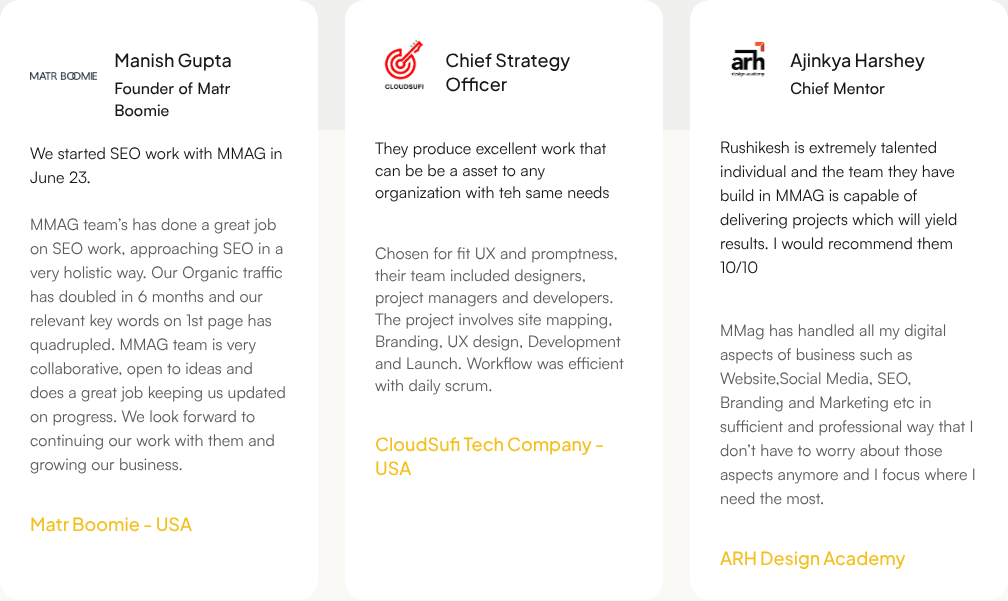 MATR BOOMIE
Manish Gupta
Founder of Matr
Boomie
We started SEO work with MMAG in
June 23.
MMAG team’s has done a great job
on SEO work, approaching SEO in a
very holistic way. Our Organic traffic
has doubled in 6 months and our
relevant key words on 1st page has
quadrupled. MMAG team is very
collaborative, open to ideas and
does a great job keeping us updated
on progress. We look forward to
continuing our work with them and
growing our business.
Matr Boomie - USA
CLOUDSUFI
Chief Strategy
Officer
They produce excellent work that
can be be a asset to any
organization with teh same needs
Chosen for fit UX and promptness,
their team included designers,
project managers and developers.
The project involves site mapping,
Branding, UX design, Development
and Launch. Workflow was efficient
with daily scrum.
CloudSufi Tech Company -
USA
arh
design academy
Ajinkya Harshey
Chief Mentor
Rushikesh is extremely talented
individual and the team they have
build in MMAG is capable of
delivering projects which will yield
results. I would recommend them
10/10
MMag has handled all my digital
aspects of business such as
Website,Social Media, SEO,
Branding and Marketing etc in
sufficient and professional way that I
don’t have to worry about those
aspects anymore and I focus where I
need the most.
ARH Design Academy